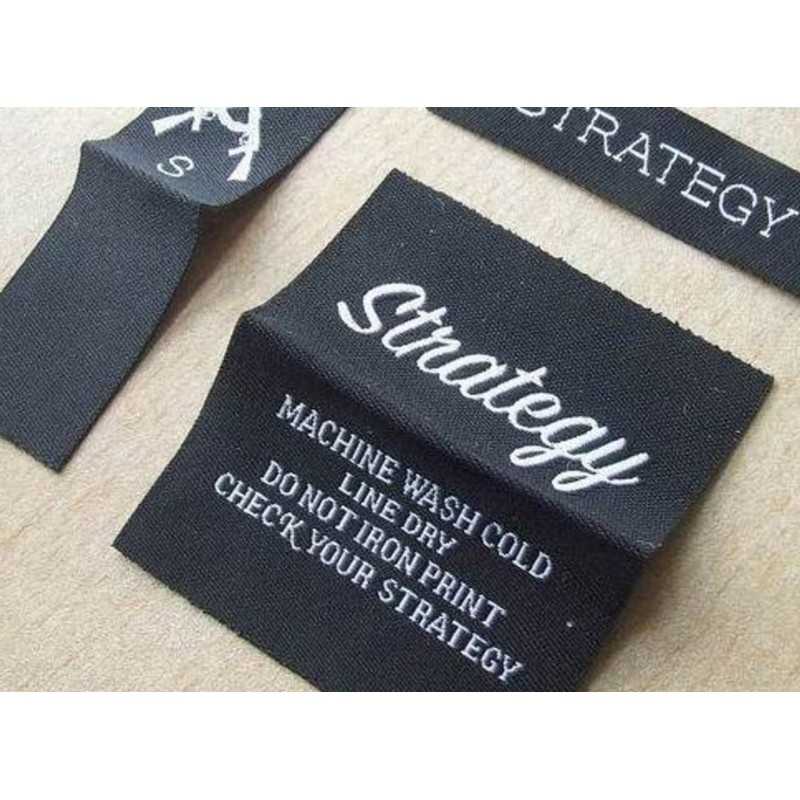 S
STRATEGY
Strategy
MACHINE WASH COLD
LINE DRY
DO NOT IRON PRINT
CHECK YOUR STRATEGY